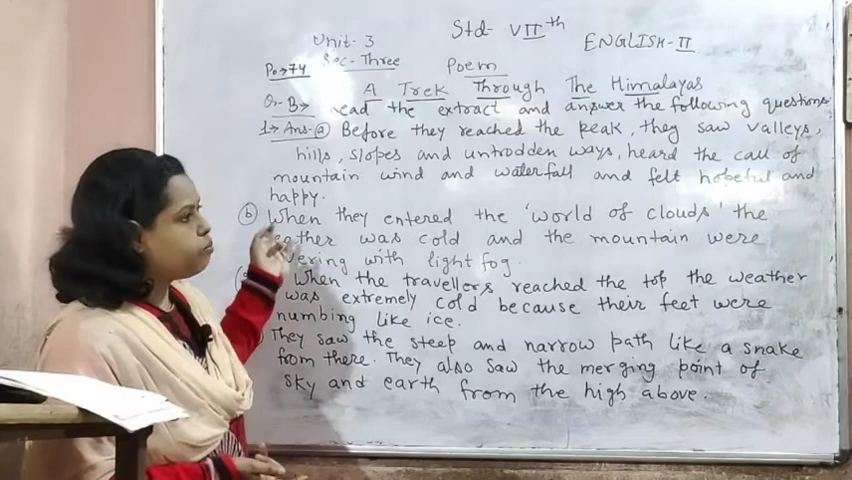 Std- VIIth
Unit- 3
ENGLISH-II
Sec- Three
Poem
A Trek Through The Himalayas
Read the extract and answer the following questions
1→ Ans-ⓐ Before they reached the peak, they saw valleys,
hills, slopes and untrodden ways, heard the call of
mountain wind and waterfall and felt hobeful and
happy.
ⓑ When they entered the 'world of clouds' the
was cold and the mountain were
with light fog.
When the travellers reached the top the weather
was extremely cold because their feet were
numbing like ice.
They saw the steep and narrow path like a snake
from there. They also saw the merging point of
sky and earth from the high above.